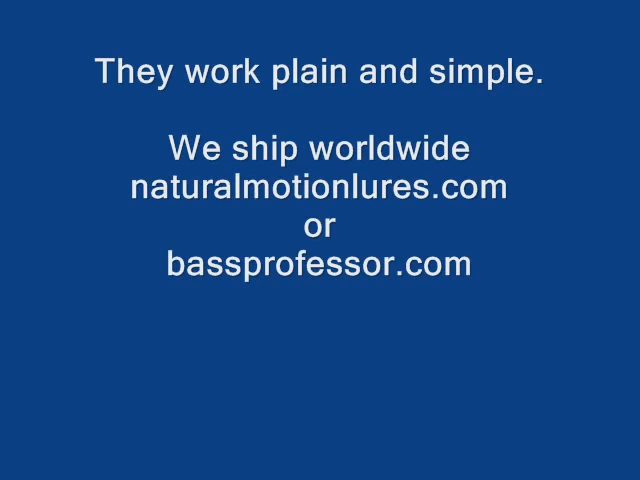 They work plain and simple.
We ship worldwide
naturalmotionlures.com
or
bassprofessor.com